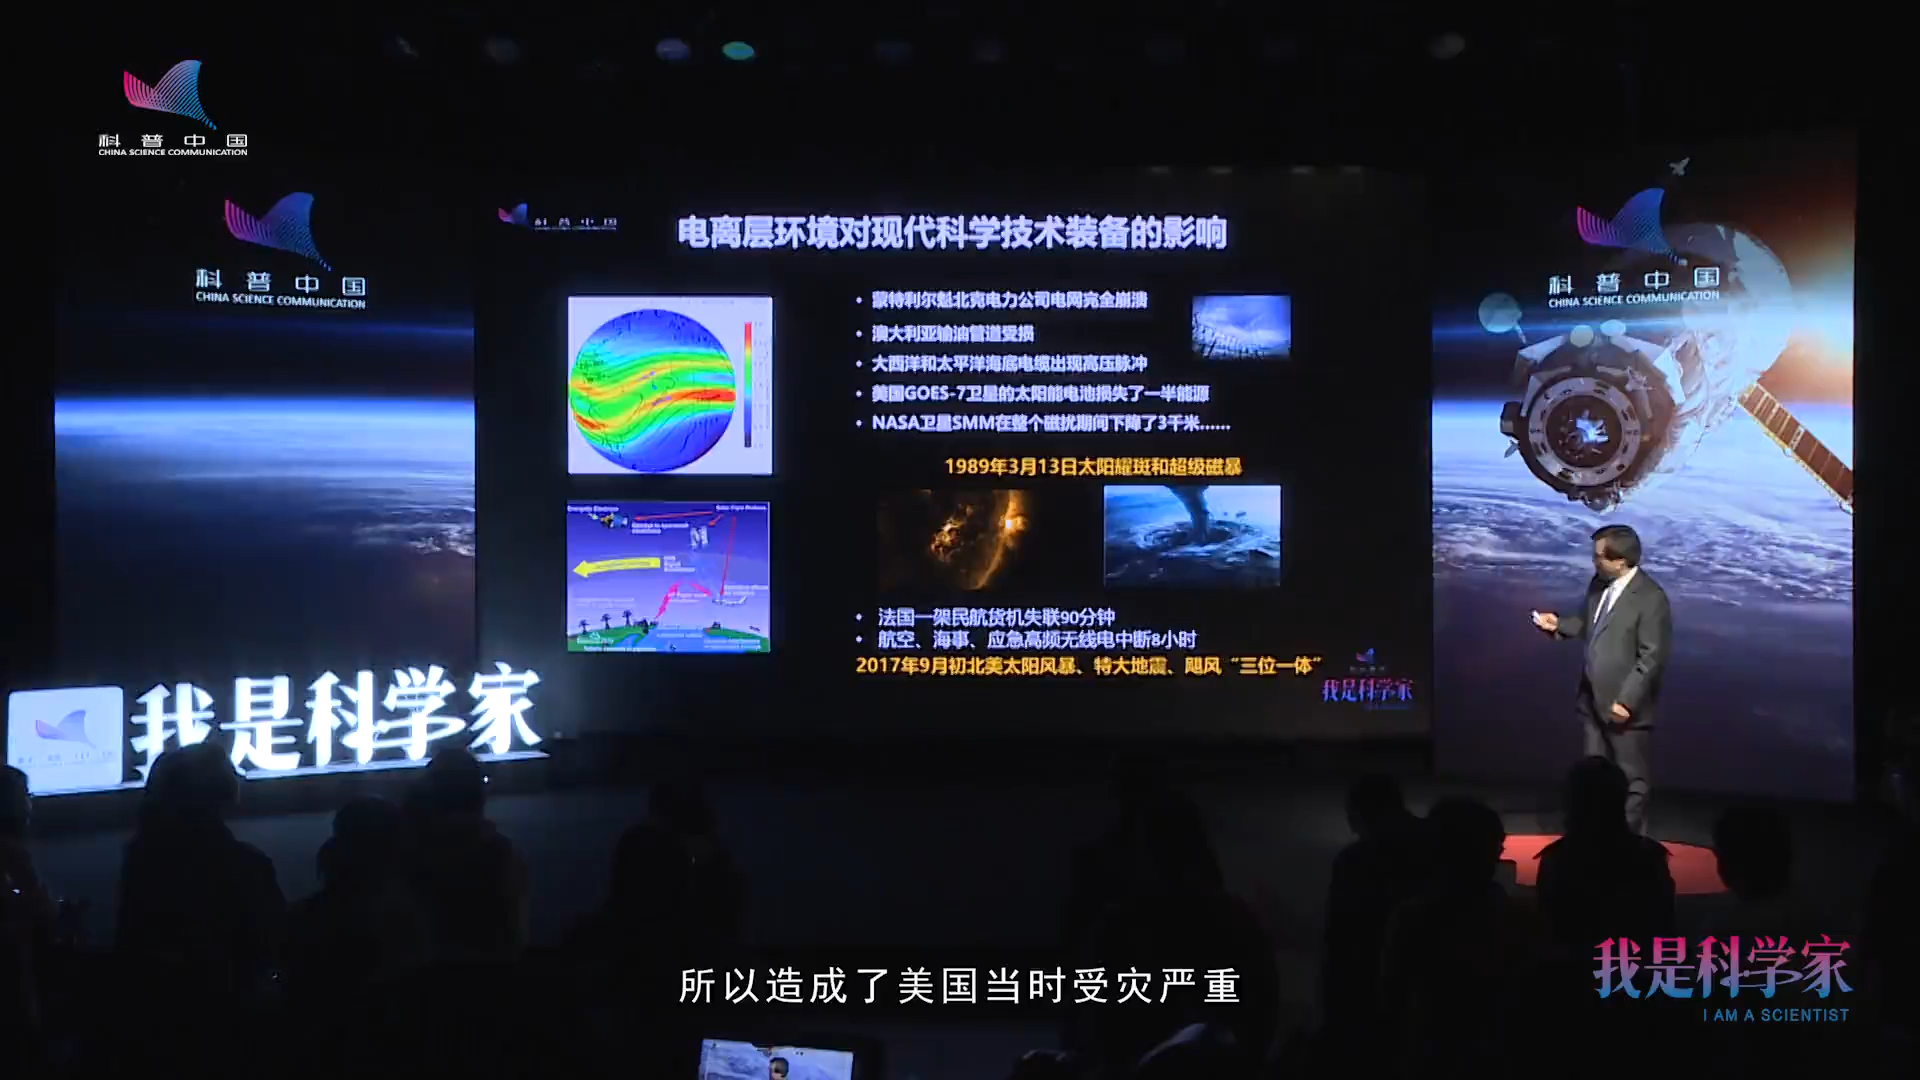 科普中国
CHINA SCIENCE COMMUNICATION
科普中国
CHINA SCIENCE COMMUNICATION
科普中国
电离层环境对现代科学技术装备的影响
• 蒙特利尔魁北克电力公司电网完全崩溃
• 澳大利亚输油管道受损
• 大西洋和太平洋海底电缆出现高压脉冲
• 美国GOES-7卫星的太阳能电池损失了一半能源
• NASA卫星SMM在整个磁扰期间下降了3千米......
1989年3月13日太阳耀斑和超级磁暴
• 法国一架民航货机失联90分钟
• 航空、海事、应急高频无线电中断8小时
2017年9月初北美太阳风暴、特大地震、飓风“三位一体”
我是科学家
科普中国
CHINA SCIENCE COMMUNICATION
我是科学家
所以造成了美国当时受灾严重
我是科学家
I AM A SCIENTIST